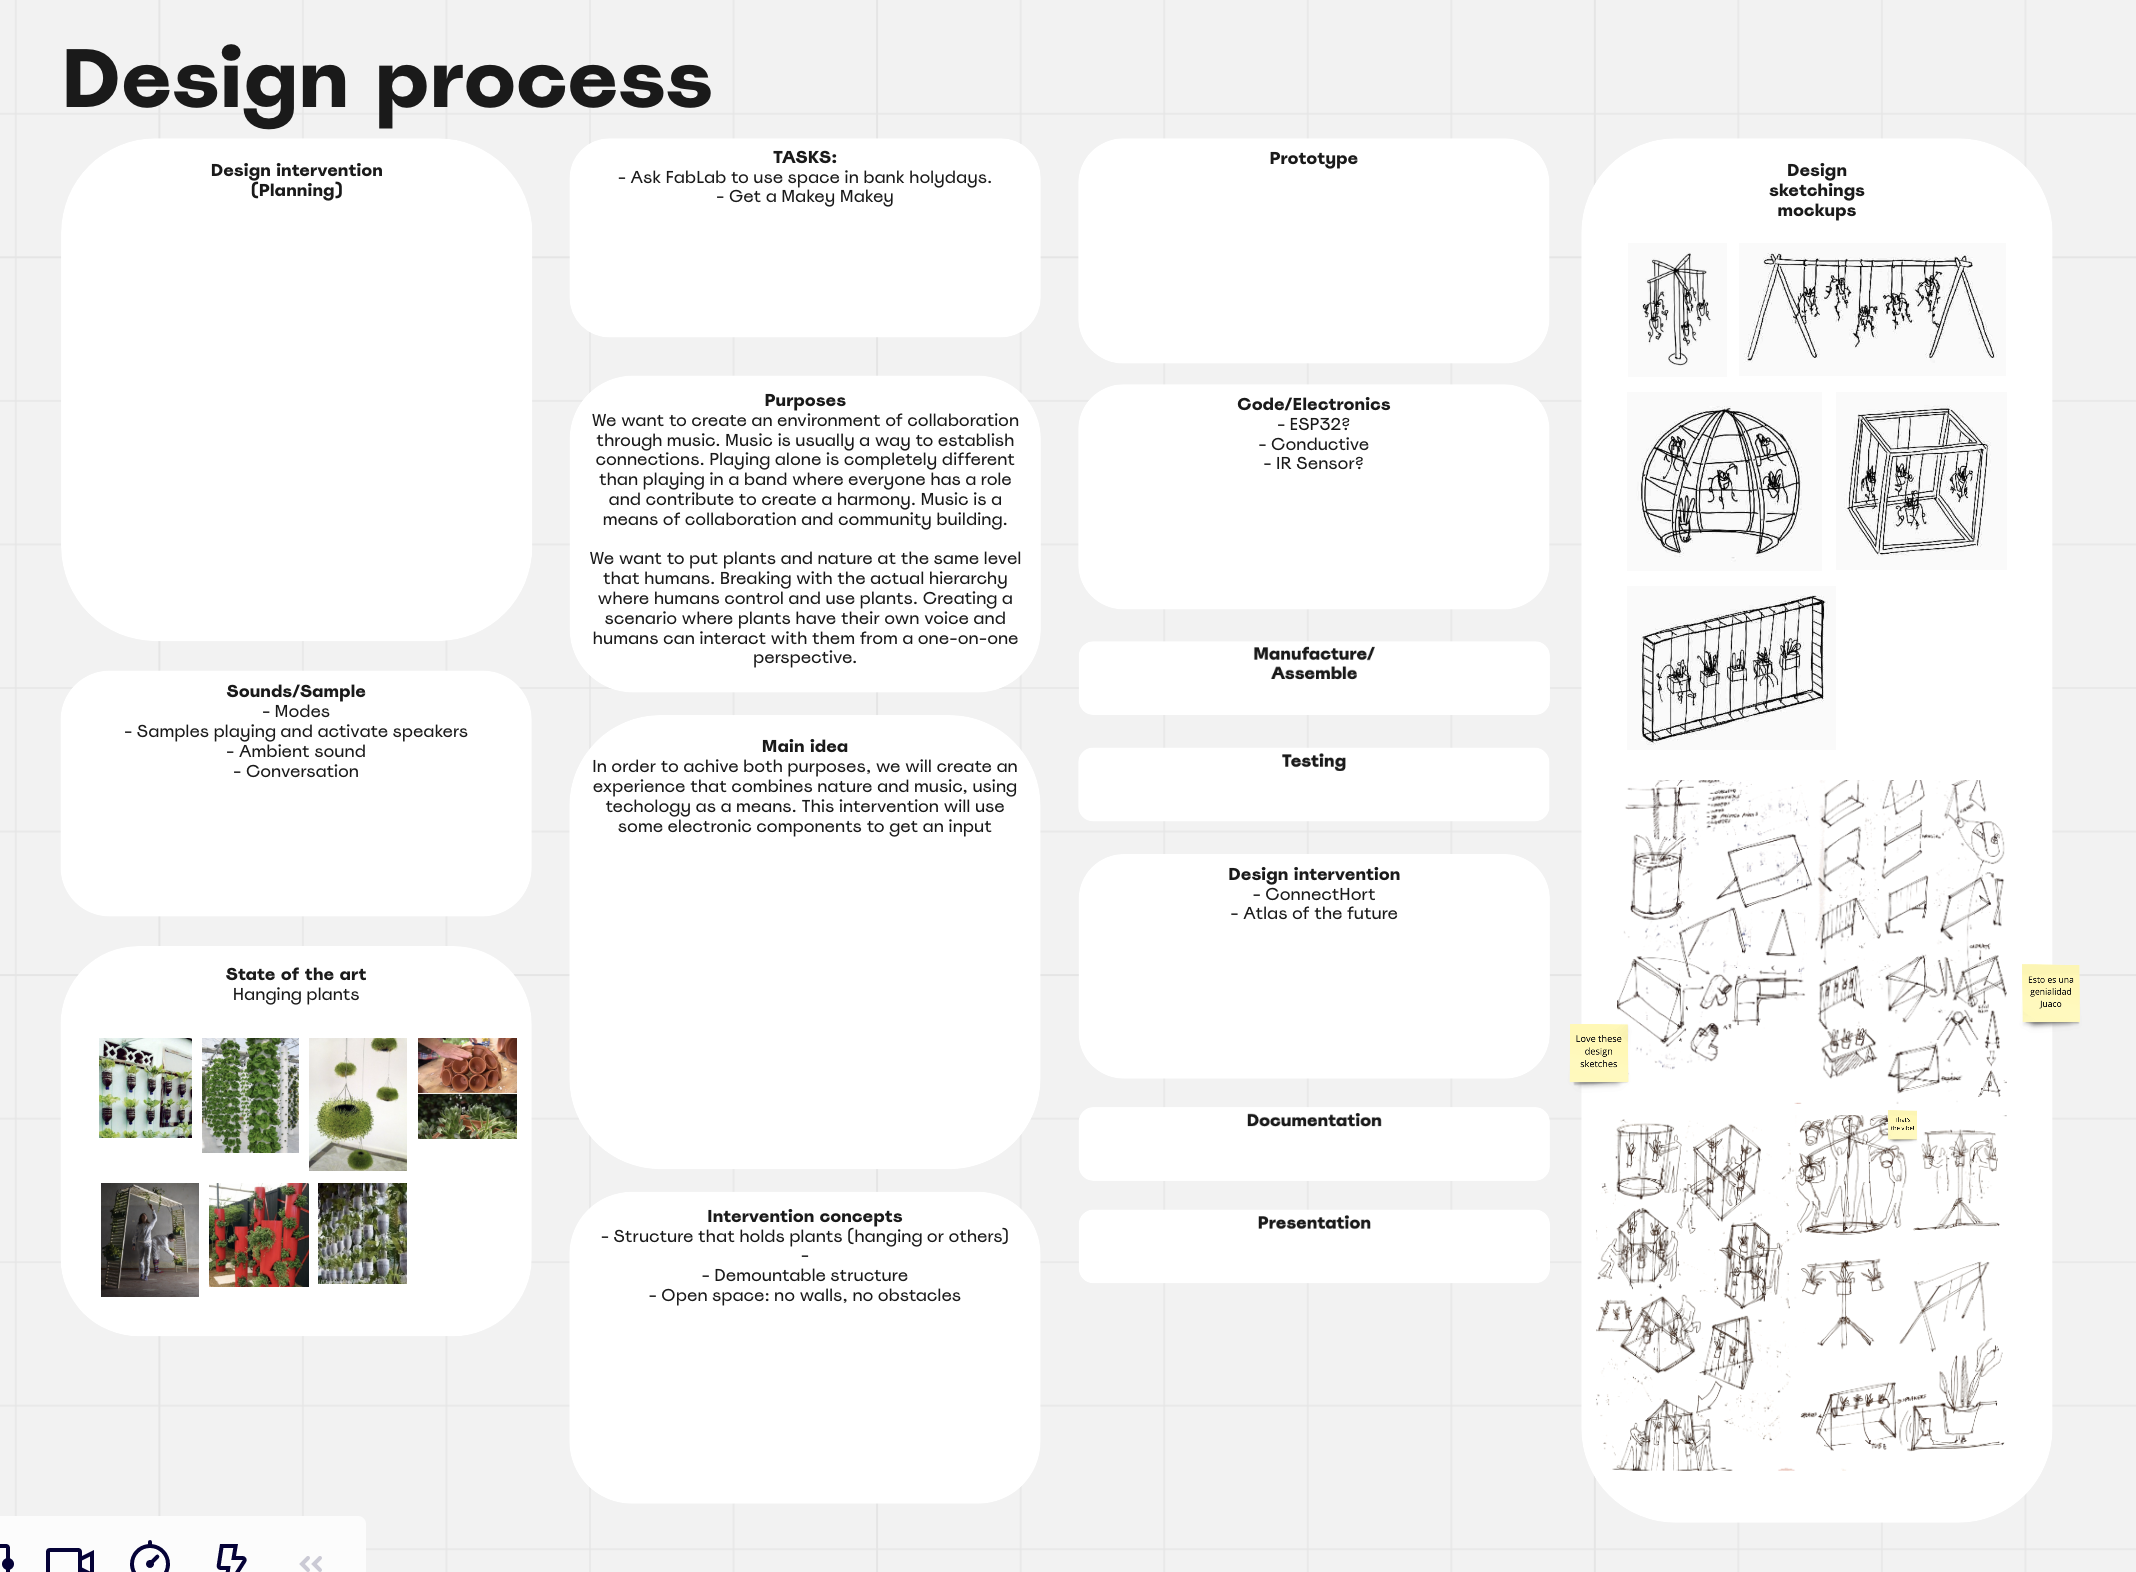 Design process
Design intervention
(Planning)
Sounds/Sample
- Modes
- Samples playing and activate speakers
- Ambient sound
- Conversation
State of the art
Hanging plants
TASKS:
- Ask FabLab to use space in bank holydays.
- Get a Makey Makey
Purposes
We want to create an environment of collaboration
through music. Music is usually a way to establish
connections. Playing alone is completely different
than playing in a band where everyone has a role
and contribute to create a harmony. Music is a
means of collaboration and community building.
We want to put plants and nature at the same level
that humans. Breaking with the actual hierarchy
where humans control and use plants. Creating a
scenario where plants have their own voice and
humans can interact with them from a one-on-one
perspective.
Main idea
In order to achive both purposes, we will create an
experience that combines nature and music, using
techology as a means. This intervention will use
some electronic components to get an input
Intervention concepts
- Structure that holds plants (hanging or others)
-
- Demountable structure
- Open space: no walls, no obstacles
Prototype
Code/Electronics
- ESP32?
- Conductive
- IR Sensor?
Manufacture/
Assemble
Testing
Design intervention
- ConnectHort
- Atlas of the future
Documentation
Presentation
Design
sketchings
mockups
Esto es una
genialidad
Juaco
Love these
design
sketches